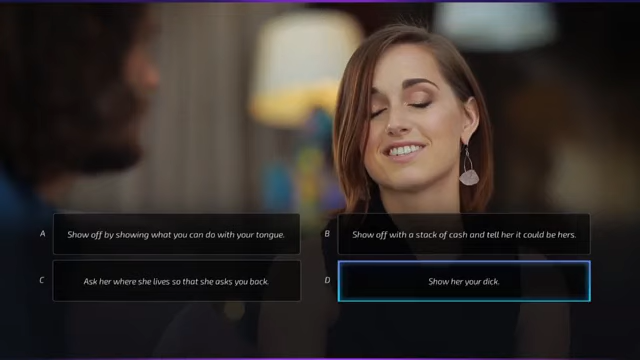 A Show off by showing what you can do with your tongue.
B Show off with a stack of cash and tell her it could be hers.
C Ask her where she lives so that she asks you back.
D Show her your dick.